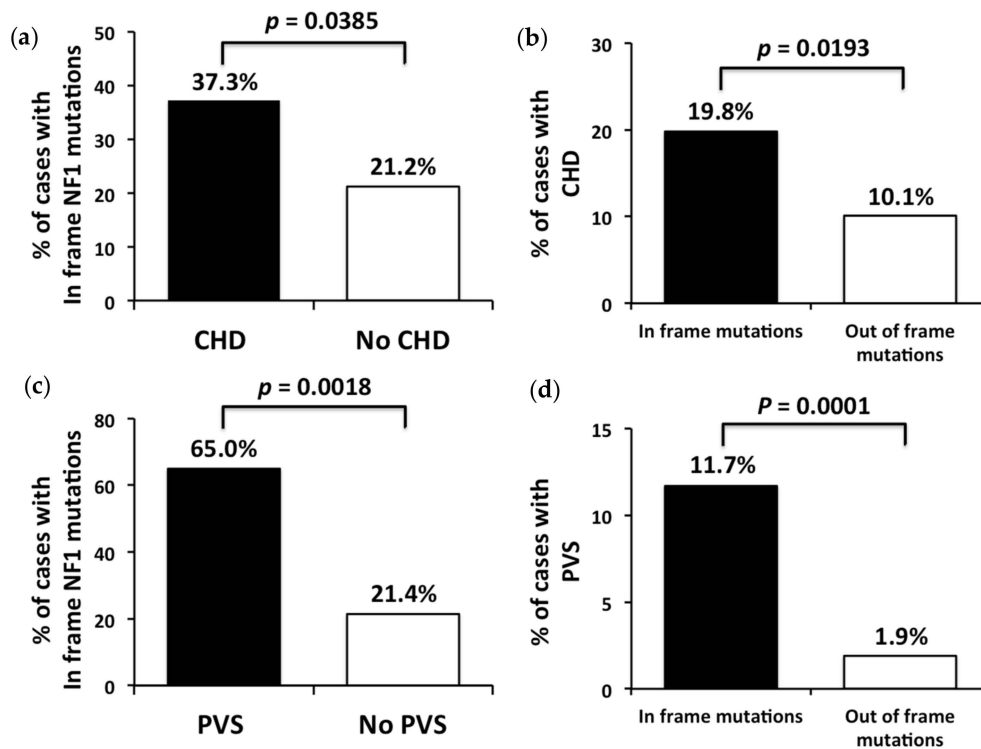 (a)
p = 0.0385
% of cases with
In frame NF1 mutations
50
40
30
20
10
0
37.3%
21.2%
CHD
No CHD
(b)
p = 0.0193
% of cases with
CHD
30
20
10
0
19.8%
10.1%
In frame mutations
Out of frame
mutations
(c)
p = 0.0018
% of cases with
In frame NF1 mutations
80
60
40
20
0
65.0%
21.4%
PVS
No PVS
(d)
P = 0.0001
% of cases with
PVS
15
10
5
0
11.7%
1.9%
In frame mutations
Out of frame
mutations